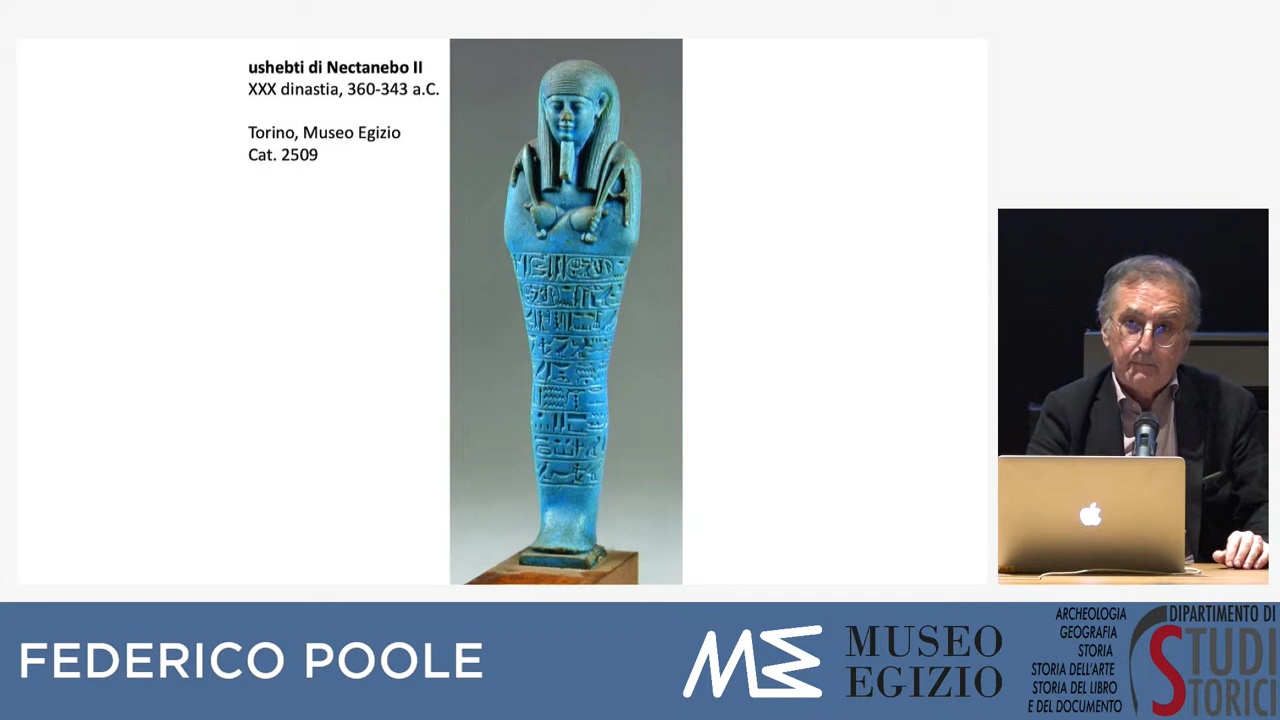 ushebti di Nectanebo II
XXX dinastia, 360-343 a.C.
Torino, Museo Egizio
Cat. 2509
FEDERICO POOLE
ME
MUSEO
EGIZIO
ARCHEOLOGIA
GEOGRAFIA
STORIA
STORIA DELL'ARTE
STORIA DEL LIBRO
E DEL DOCUMENTO
DIPARTIMENTO DI
STUDI
STORICI